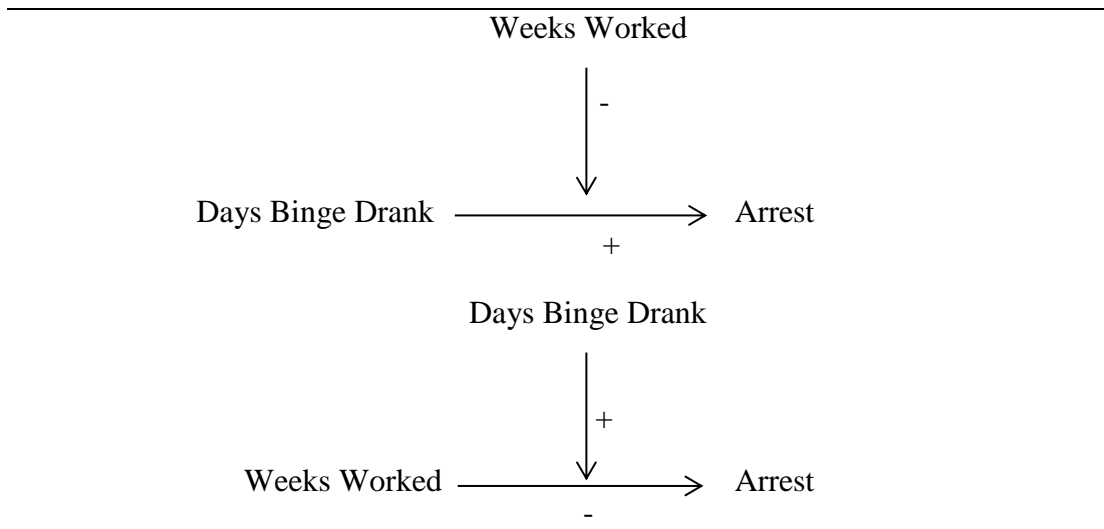 Weeks Worked
-
Days Binge Drank Arrest
+
Days Binge Drank
+
Weeks Worked Arrest
-